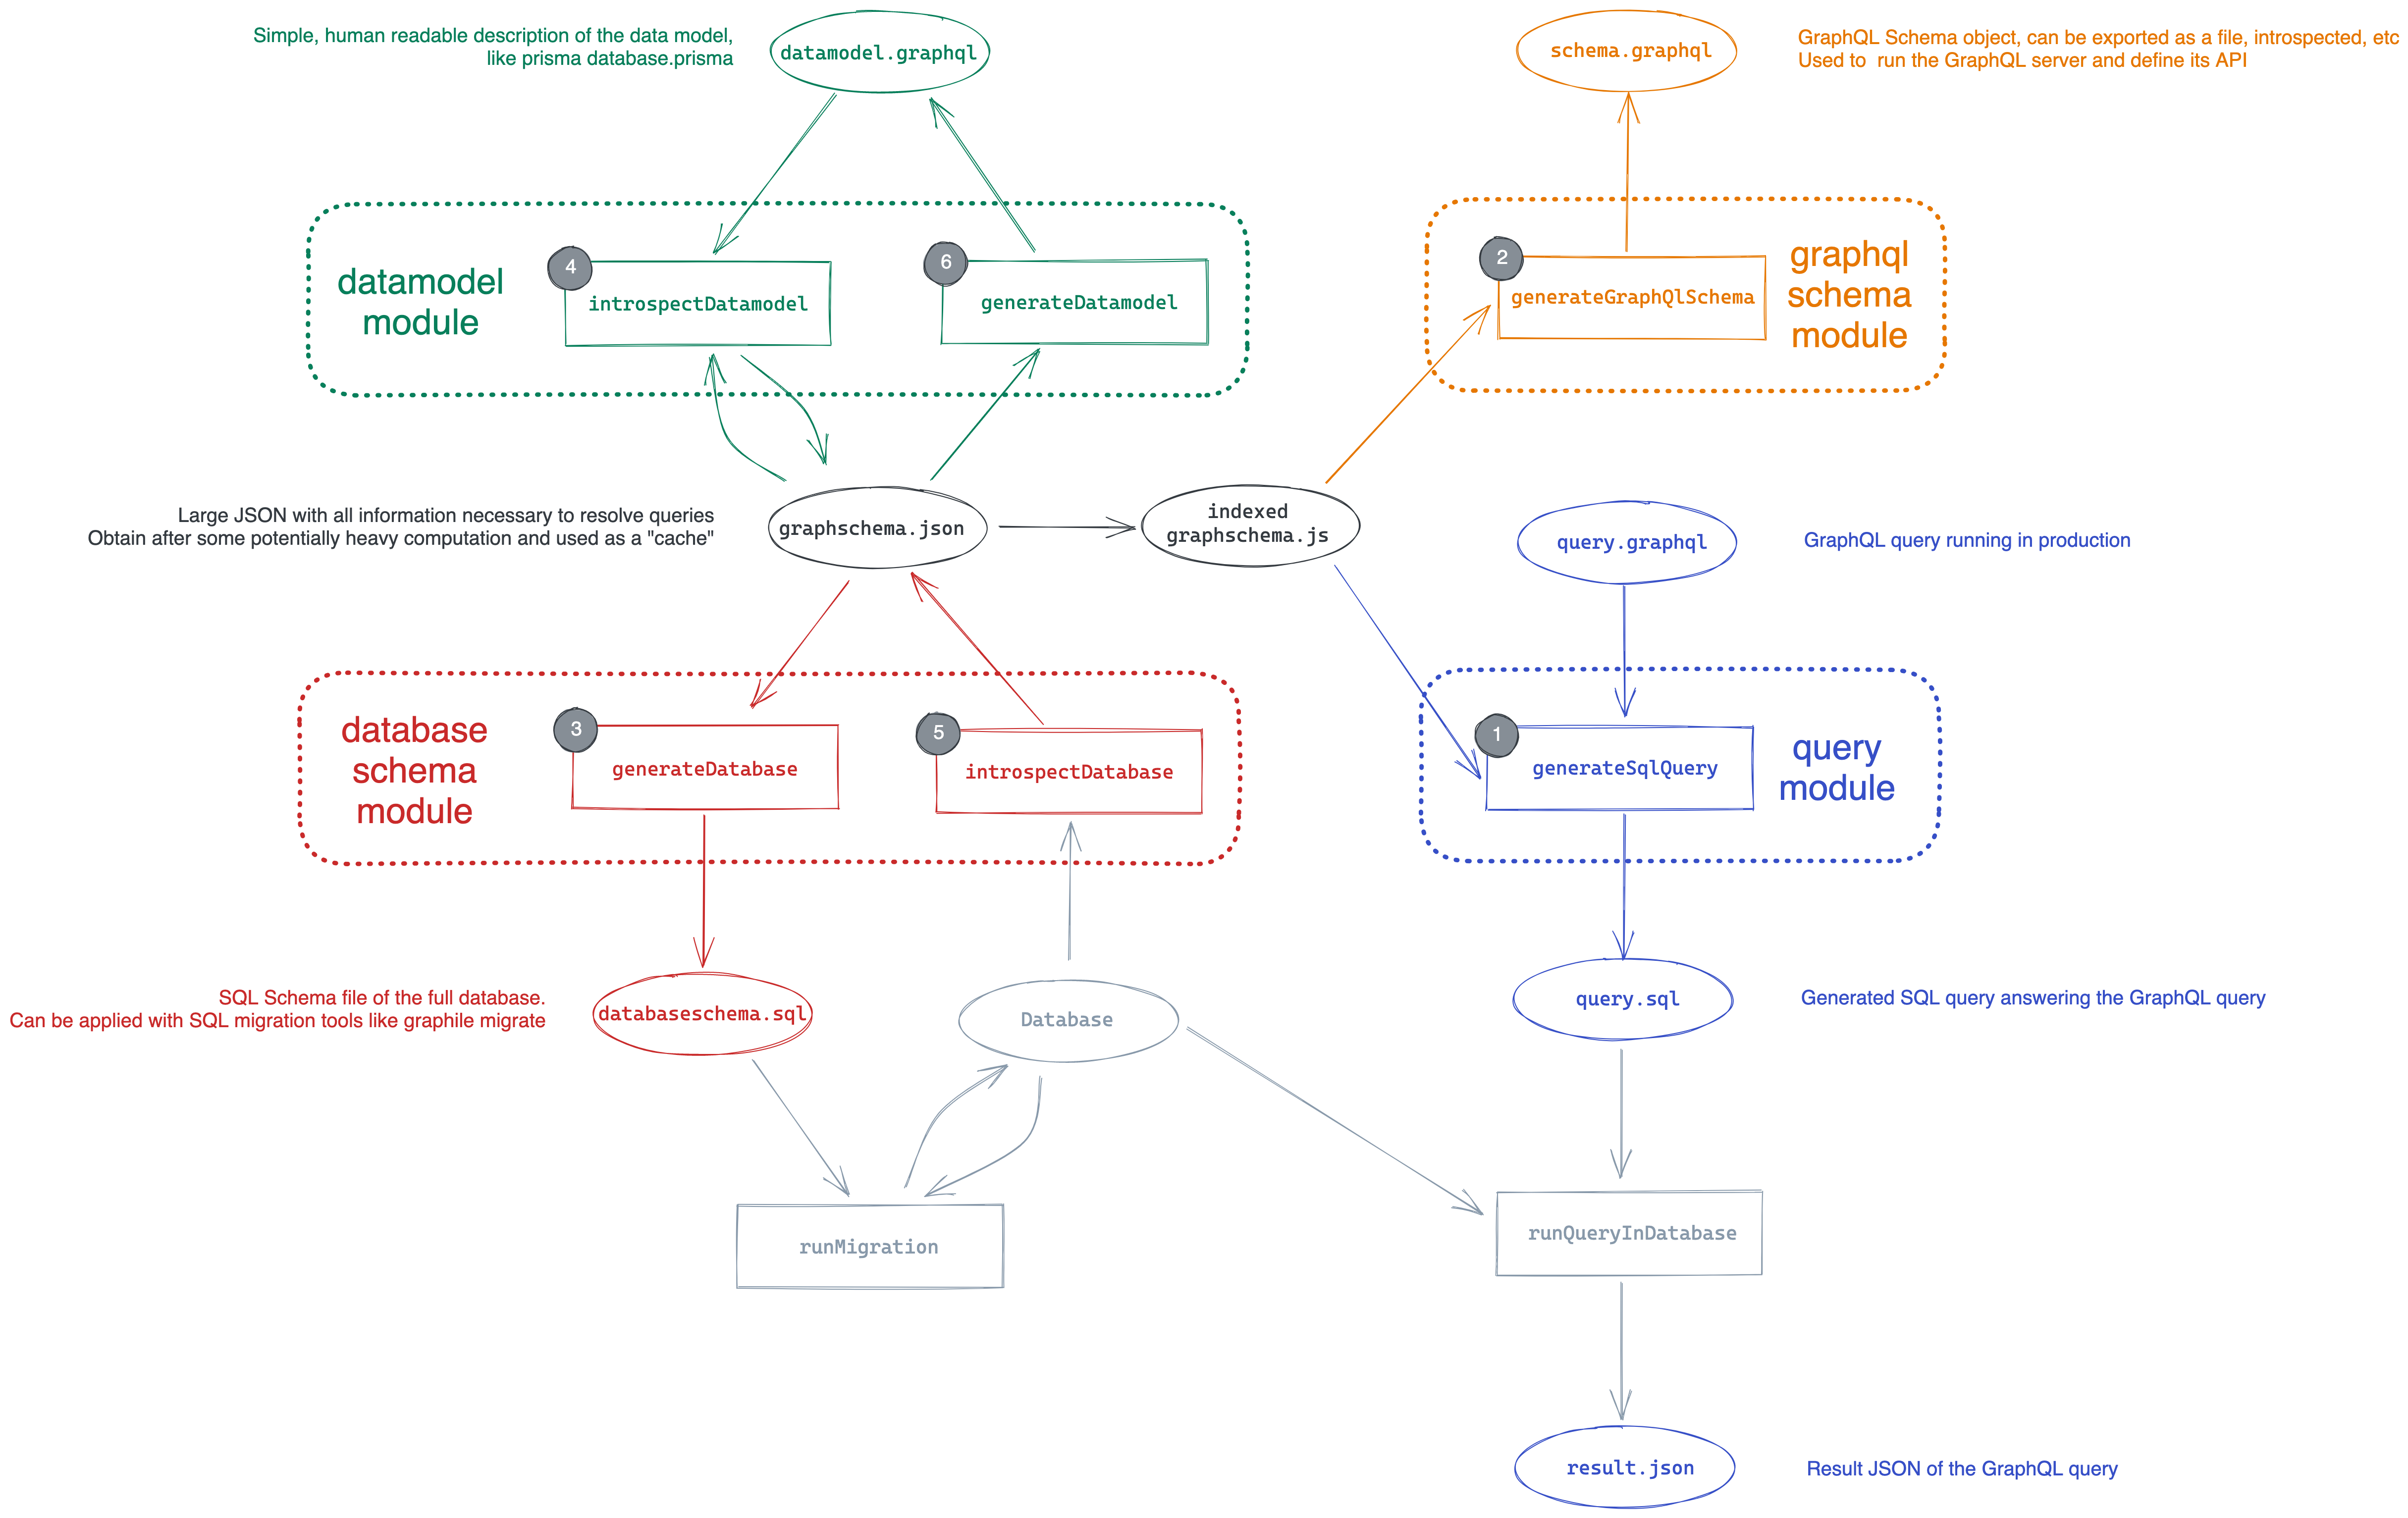 Simple, human readable description of the data model,
like prisma database.prisma
datamodel.graphql
schema.graphql
GraphQL Schema object, can be exported as a file, introspected, etc
Used to  run the GraphQL server and define its API
datamodel
module
4
introspectDatamodel
6
generateDatamodel
2
generateGraphQlSchema
graphql
schema
module
Large JSON with all information necessary to resolve queries
Obtain after some potentially heavy computation and used as a "cache"
graphschema.json
indexed
graphschema.js
query.graphql
GraphQL query running in production
database
schema
module
3
generateDatabase
5
introspectDatabase
1
generateSqlQuery
query
module
SQL Schema file of the full database.
Can be applied with SQL migration tools like graphile migrate
databaseschema.sql
Database
query.sql
Generated SQL query answering the GraphQL query
runMigration
runQueryInDatabase
result.json
Result JSON of the GraphQL query